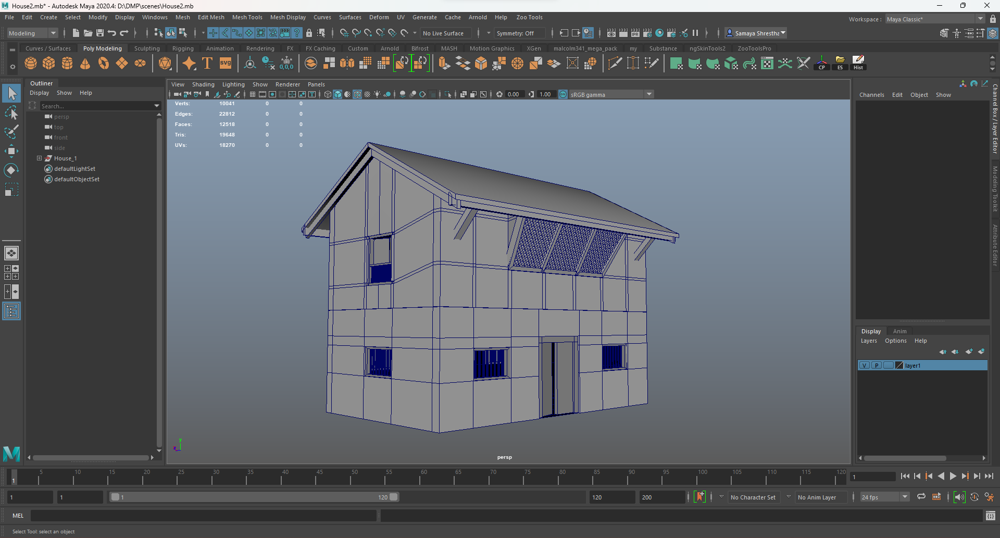 House2.mb* - Autodesk Maya 2020.4: D:\DMP\scenes\House2.mb
File Edit Create Select Modify Display Windows Mesh Edit Mesh Mesh Tools Mesh Display Curves Surfaces Deform UV Generate Cache Arnold Help Zoo Tools
Workspace : Maya Classic*
Modeling
No Live Surface
Symmetry: Off
IPR
Samaya Shrestha
Curves / Surfaces Poly Modeling Sculpting Rigging Animation Rendering FX FX Caching Custom Arnold Bifrost MASH Motion Graphics XGen malcolm341_mega_pack my Substance ngSkinTools2 ZooToolsPro
T SVG 0,0,0 CP ES Hist
Outliner
Display Show Help
Search...
persp
top
front
side
House_1
defaultLightSet
defaultObjectSet
View Shading Lighting Show Renderer Panels
0.00 1.00 ON sRGB gamma
Verts: 10041 0 0
Edges: 22812 0 0
Faces: 12518 0 0
Tris: 19648 0 0
UVs: 18270 0 0
y
z
persp
Channels Edit Object Show
Channel Box / Layer Editor
Modeling Toolkit
Attribute Editor
Display Anim
Layers Options Help
V P layer1
1 5 10 15 20 25 30 35 40 45 50 55 60 65 70 75 80 85 90 95 100 105 110 115 120
1
1 1 1 120 120 200
No Character Set
No Anim Layer
24 fps
MEL
Select Tool: select an object